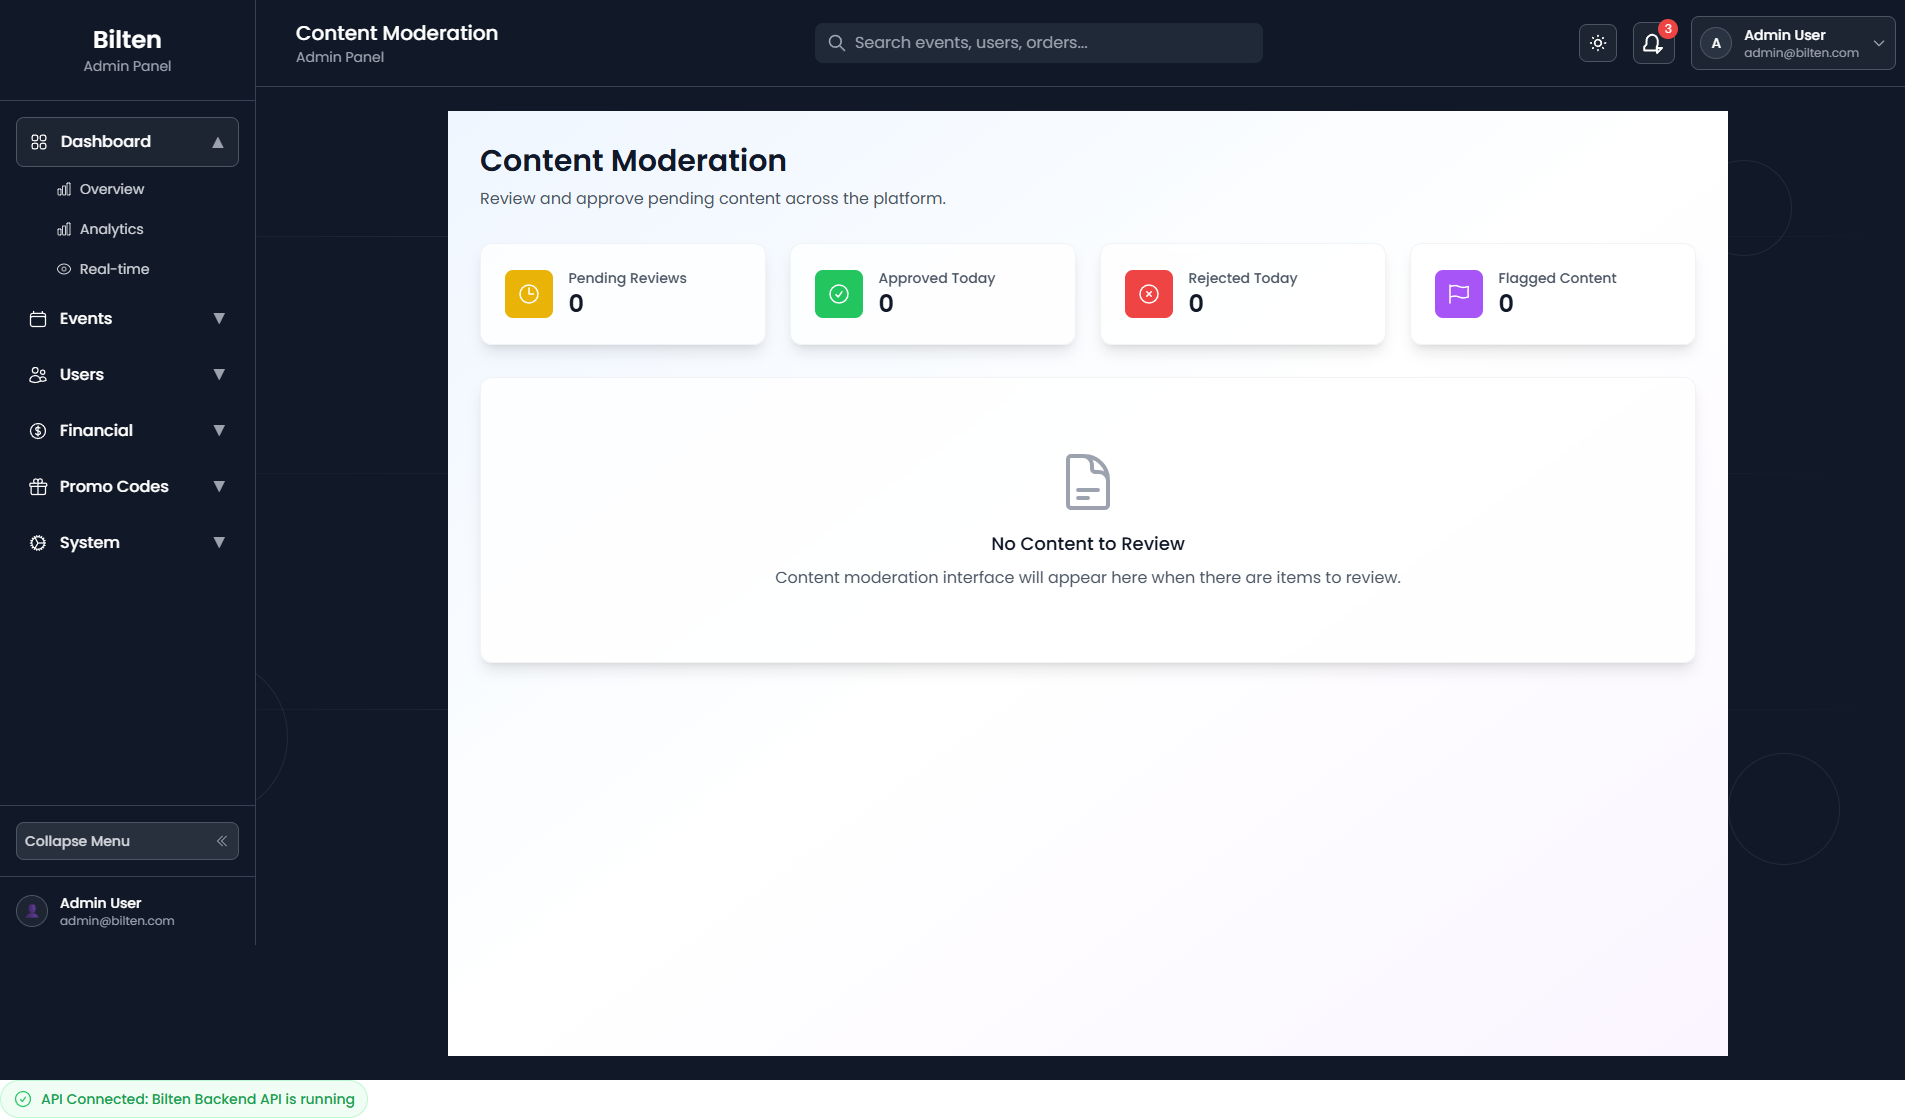 Bilten
Admin Panel
Dashboard
Overview
Analytics
Real-time
Events
Users
Financial
Promo Codes
System
Collapse Menu
Admin User
admin@bilten.com
Content Moderation
Admin Panel
Search events, users, orders...
3
A
Admin User
admin@bilten.com
Content Moderation
Review and approve pending content across the platform.
Pending Reviews
0
Approved Today
0
Rejected Today
0
Flagged Content
0
No Content to Review
Content moderation interface will appear here when there are items to review.
API Connected: Bilten Backend API is running